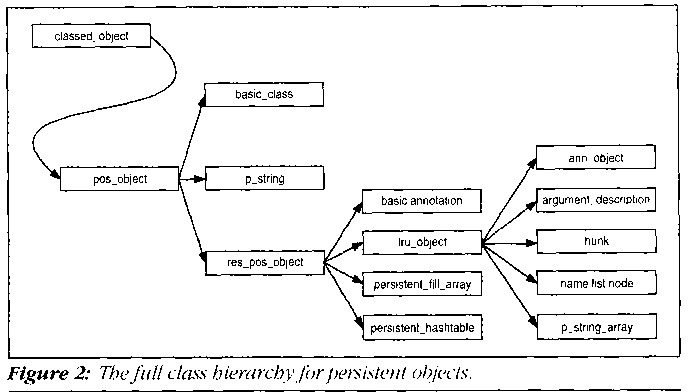 classed_object
basic_class
pos_object
p_string
res_pos_object
basic annotation
lru_object
persistent_fill_array
persistent_hashtable
ann_object
argument_description
hunk
name list node
p_string_array
Figure 2: The full class hierarchy for persistent objects.